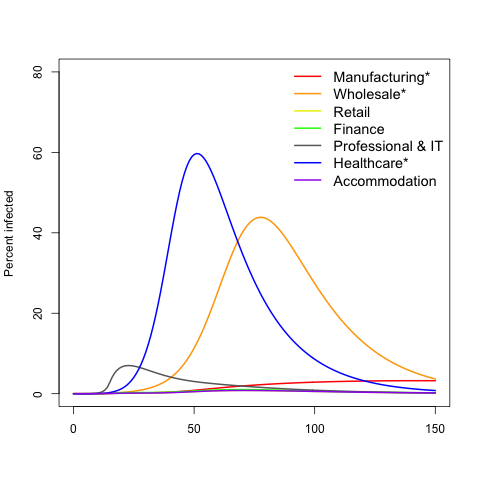 Percent infected
80
60
40
20
0
0
50
100
150
Manufacturing*
Wholesale*
Retail
Finance
Professional & IT
Healthcare*
Accommodation